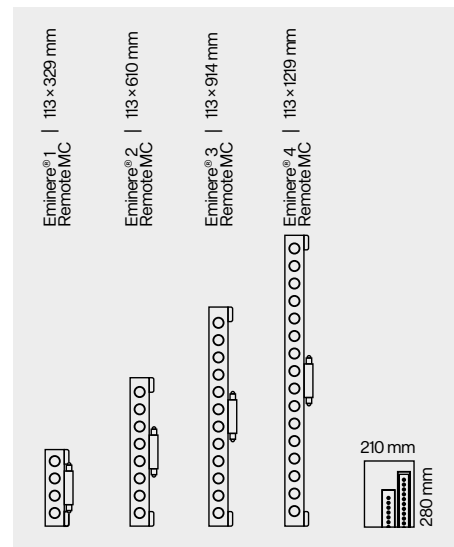 Eminere® 1 | 113 × 329 mm
Remote MC
Eminere® 2 | 113 × 610 mm
Remote MC
Eminere® 3 | 113 × 914 mm
Remote MC
Eminere® 4 | 113 × 1219 mm
Remote MC
210 mm
280 mm